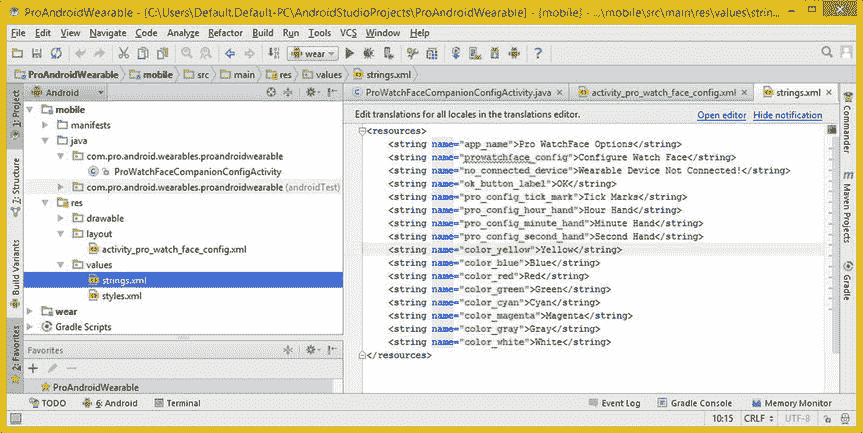 ProAndroidWearable - [C:\Users\Default.Default-PC\AndroidStudioProjects\ProAndroidWearable] - [mobile] - ...\mobile\src\main\res\values\strin...
File Edit View Navigate Code Analyze Refactor Build Run Tools VCS Window Help
wear
ProAndroidWearable mobile src main res values strings.xml
Android
ProWatchFaceCompanionConfigActivity.java activity_pro_watch_face_config.xml strings.xml
Edit translations for all locales in the translations editor. Open editor Hide notification
1: Project
7: Structure
Build Variants
2: Favorites
mobile
manifests
java
com.pro.android.wearables.proandroidwearable
ProWatchFaceCompanionConfigActivity
com.pro.android.wearables.proandroidwearable (androidTest)
res
drawable
layout
activity_pro_watch_face_config.xml
values
strings.xml
styles.xml
wear
Gradle Scripts
Favorites
ProAndroidWearable
<resources>
<string name="app_name">Pro WatchFace Options</string>
<string name="prowatchface_config">Configure Watch Face</string>
<string name="no_connected_device">Wearable Device Not Connected!</string>
<string name="ok_button_label">OK</string>
<string name="pro_config_tick_mark">Tick Marks</string>
<string name="pro_config_hour_hand">Hour Hand</string>
<string name="pro_config_minute_hand">Minute Hand</string>
<string name="pro_config_second_hand">Second Hand</string>
<string name="color_yellow">Yellow</string>
<string name="color_blue">Blue</string>
<string name="color_red">Red</string>
<string name="color_green">Green</string>
<string name="color_cyan">Cyan</string>
<string name="color_magenta">Magenta</string>
<string name="color_gray">Gray</string>
<string name="color_white">White</string>
</resources>
Commander
Maven Projects
Gradle
TODO 6: Android Terminal Event Log Gradle Console Memory Monitor
10:15 CRLF UTF-8